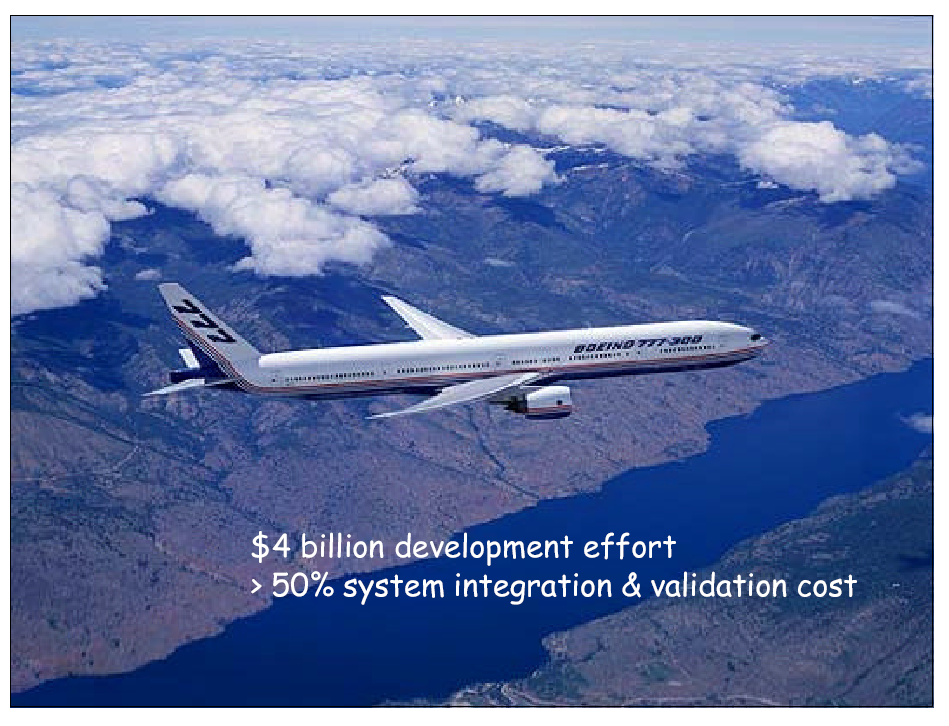 777
BOEING 777-300
$4 billion development effort
> 50% system integration & validation cost